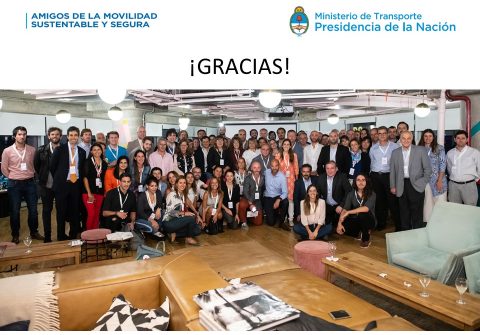 AMIGOS DE LA MOVILIDAD
SUSTENTABLE Y SEGURA
Ministerio de Transporte
Presidencia de la Nación
¡GRACIAS!